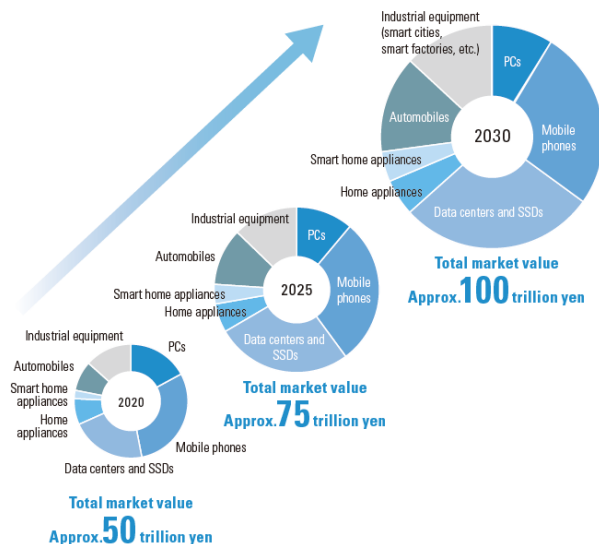 Industrial equipment
(smart cities,
smart factories, etc.)
PCs
Automobiles
2030
Mobile
phones
Smart home appliances
Home appliances
Data centers and SSDs
Total market value
Approx.100 trillion yen
Industrial equipment
PCs
Automobiles
Mobile
phones
2025
Smart home appliances
Home appliances
Data centers and
SSDs
Total market value
Approx.75 trillion yen
Industrial equipment
PCs
Automobiles
Smart home
appliances
2020
Home
appliances
Mobile phones
Data centers and SSDs
Total market value
Approx.50 trillion yen